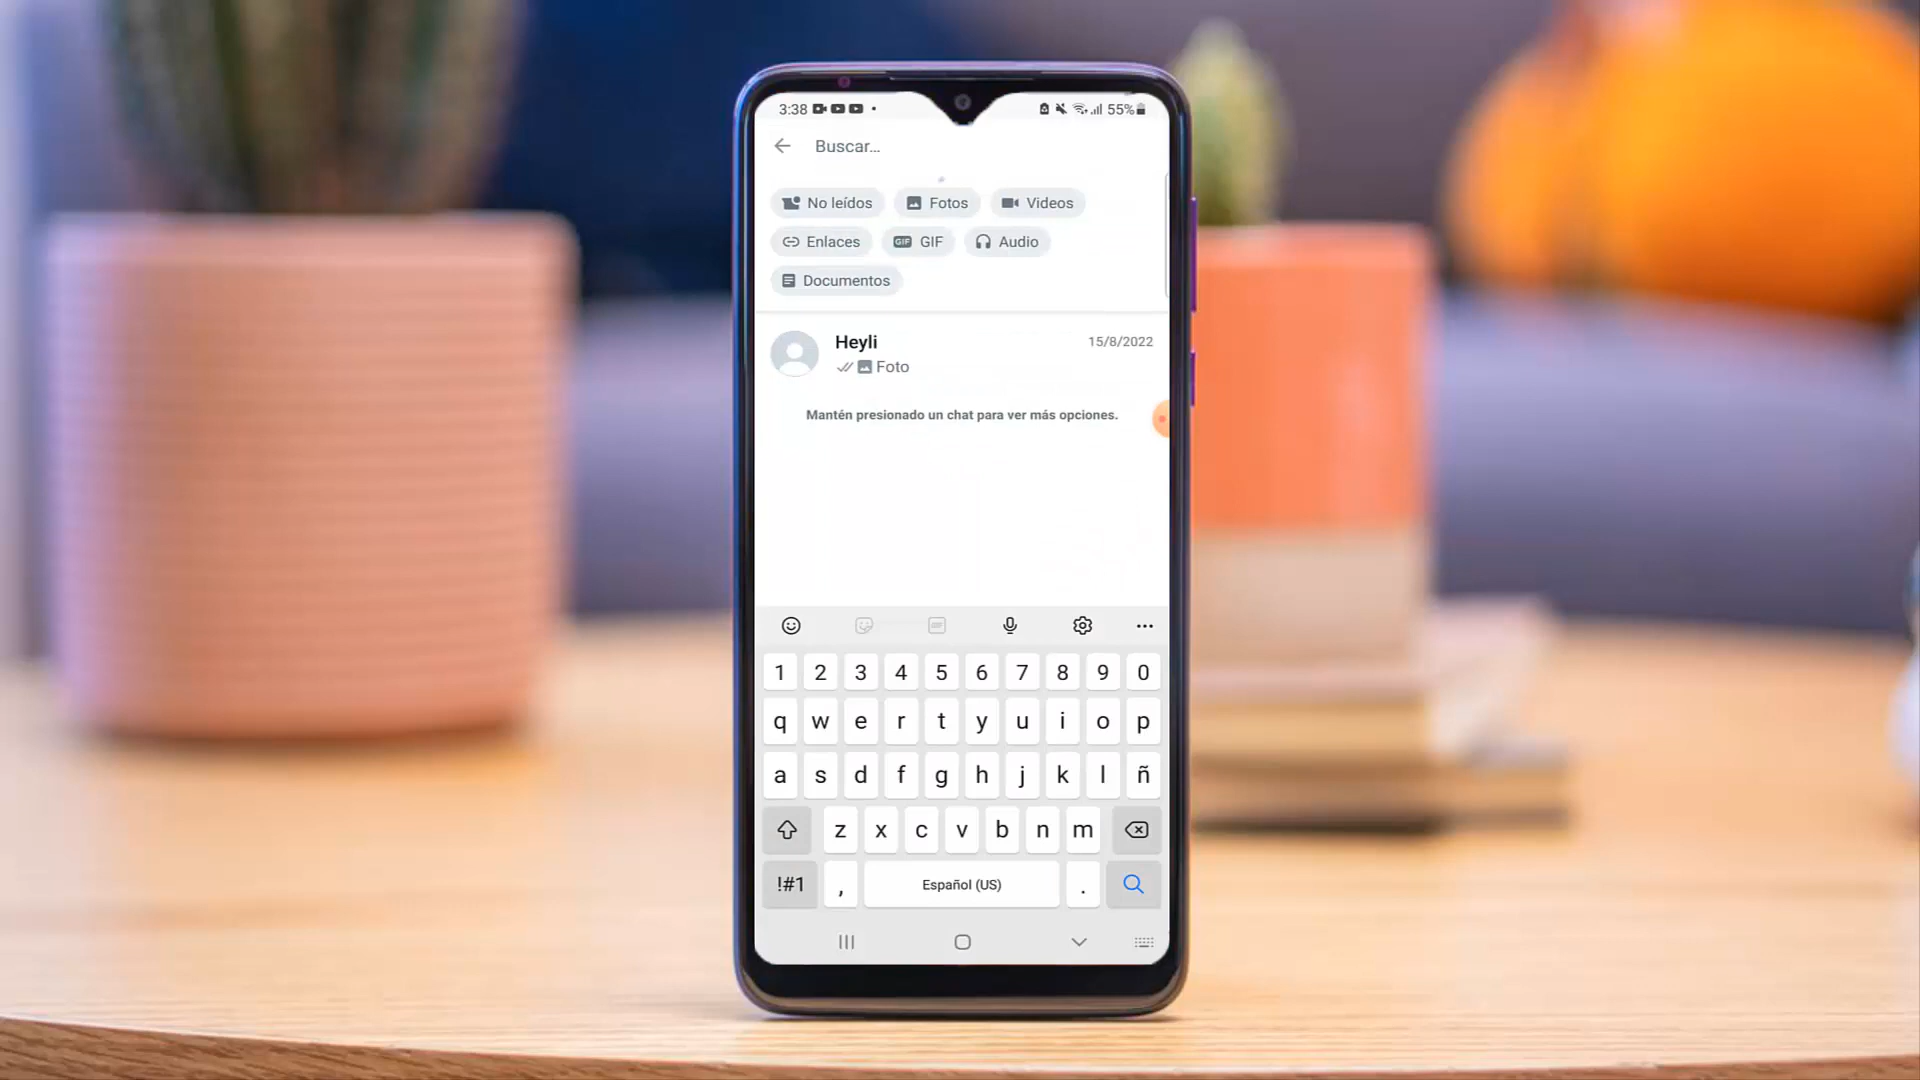 3:38 55%
Buscar...
No leídos Fotos Videos
Enlaces GIF GIF Audio
Documentos
Heyli 15/8/2022
Foto
Mantén presionado un chat para ver más opciones.
1 2 3 4 5 6 7 8 9 0
q w e r t y u i o p
a s d f g h j k l ñ
z x c v b n m
!#1 , Español (US) .